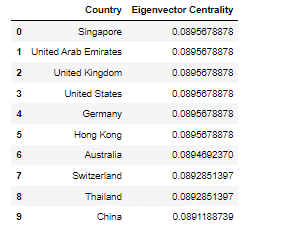 Country Eigenvector Centrality
0 Singapore 0.0895678878
1 United Arab Emirates 0.0895678878
2 United Kingdom 0.0895678878
3 United States 0.0895678878
4 Germany 0.0895678878
5 Hong Kong 0.0895678878
6 Australia 0.0894692370
7 Switzerland 0.0892851397
8 Thailand 0.0892851397
9 China 0.0891188739